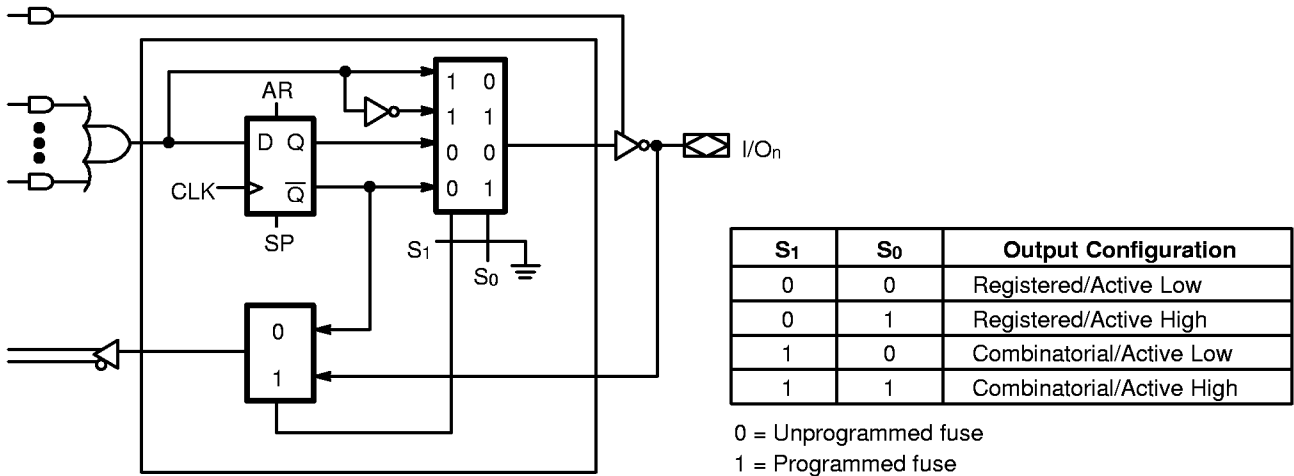 AR
D Q
CLK
Q
SP
1 0
1 1
0 0
0 1
I/On
S1
S0
0
1
S1 S0 Output Configuration
0 0 Registered/Active Low
0 1 Registered/Active High
1 0 Combinatorial/Active Low
1 1 Combinatorial/Active High
0 = Unprogrammed fuse
1 = Programmed fuse